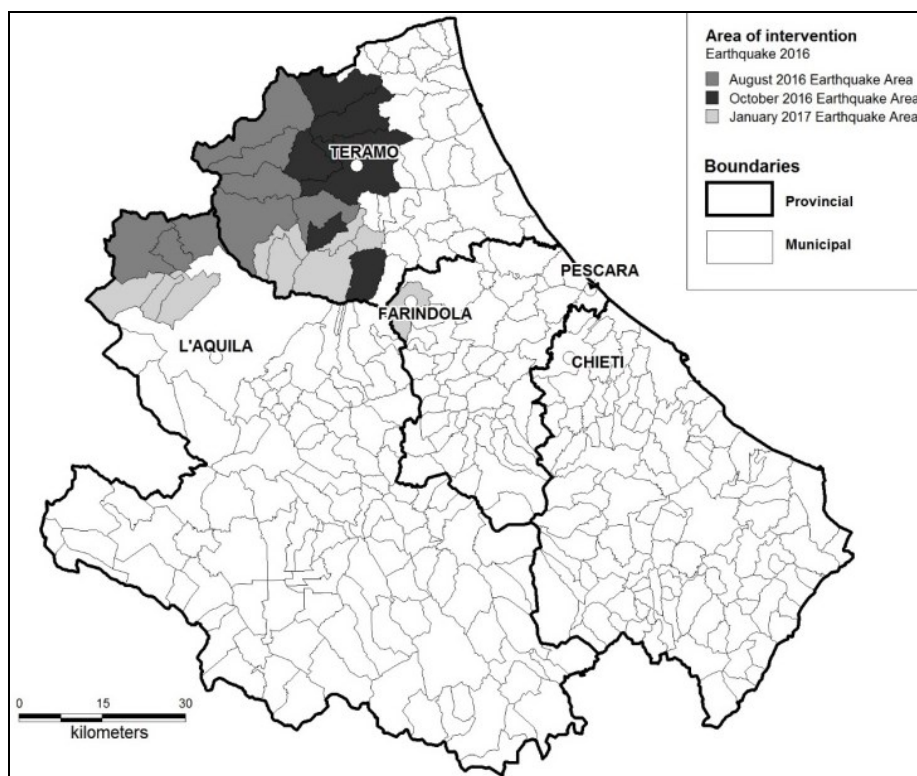 Area of intervention
Earthquake 2016
August 2016 Earthquake Area
October 2016 Earthquake Area
January 2017 Earthquake Area
Boundaries
Provincial
Municipal
TERAMO
PESCARA
FARINDOLA
L'AQUILA
CHIETI
0 15 30
kilometers